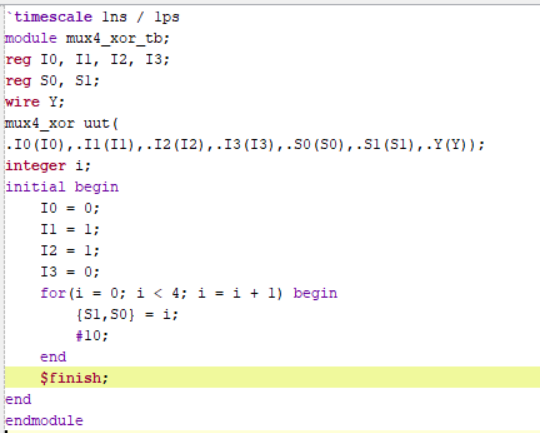 `timescale 1ns / 1ps
module mux4_xor_tb;
reg I0, I1, I2, I3;
reg S0, S1;
wire Y;
mux4_xor uut(
.I0(I0),.I1(I1),.I2(I2),.I3(I3),.S0(S0),.S1(S1),.Y(Y));
integer i;
initial begin
    I0 = 0;
    I1 = 1;
    I2 = 1;
    I3 = 0;
    for(i = 0; i < 4; i = i + 1) begin
        {S1,S0} = i;
        #10;
    end
    $finish;
end
endmodule